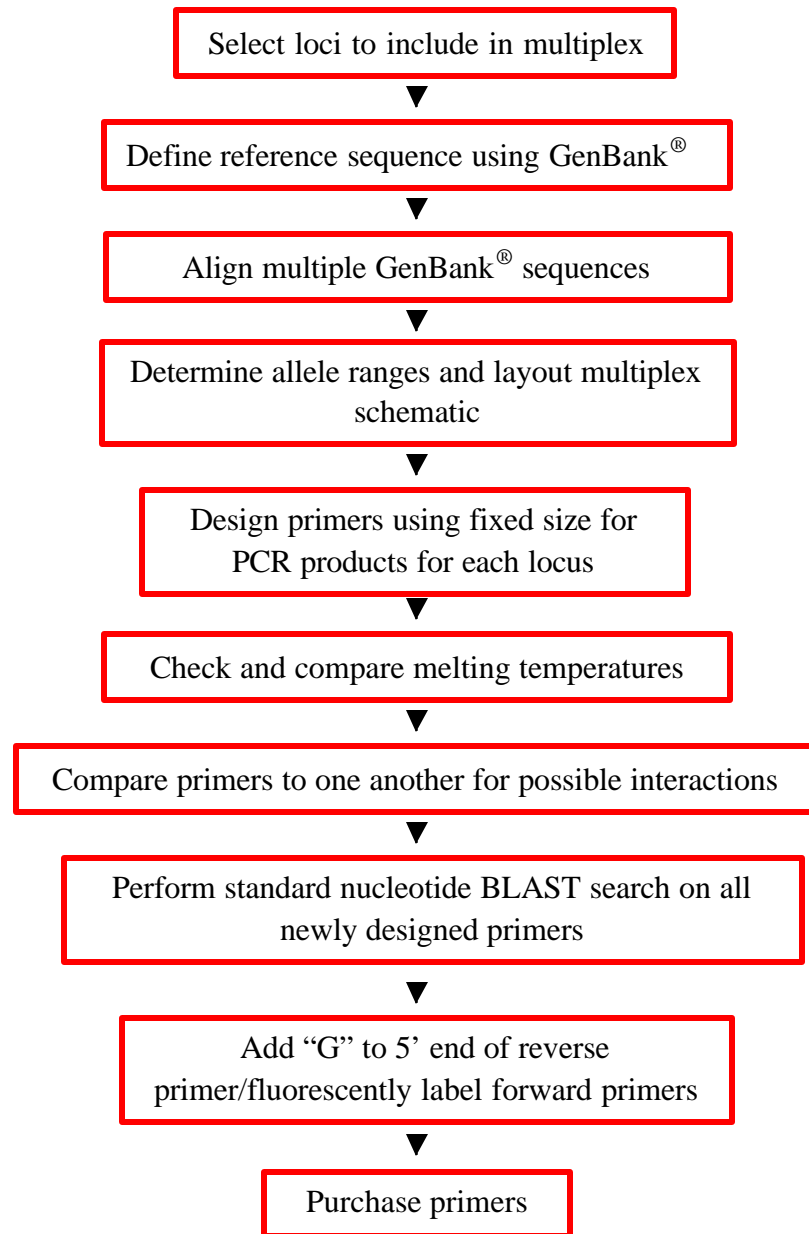 Select loci to include in multiplex
Define reference sequence using GenBank®
Align multiple GenBank® sequences
Determine allele ranges and layout multiplex
schematic
Design primers using fixed size for
PCR products for each locus
Check and compare melting temperatures
Compare primers to one another for possible interactions
Perform standard nucleotide BLAST search on all
newly designed primers
Add “G” to 5’ end of reverse
primer/fluorescently label forward primers
Purchase primers